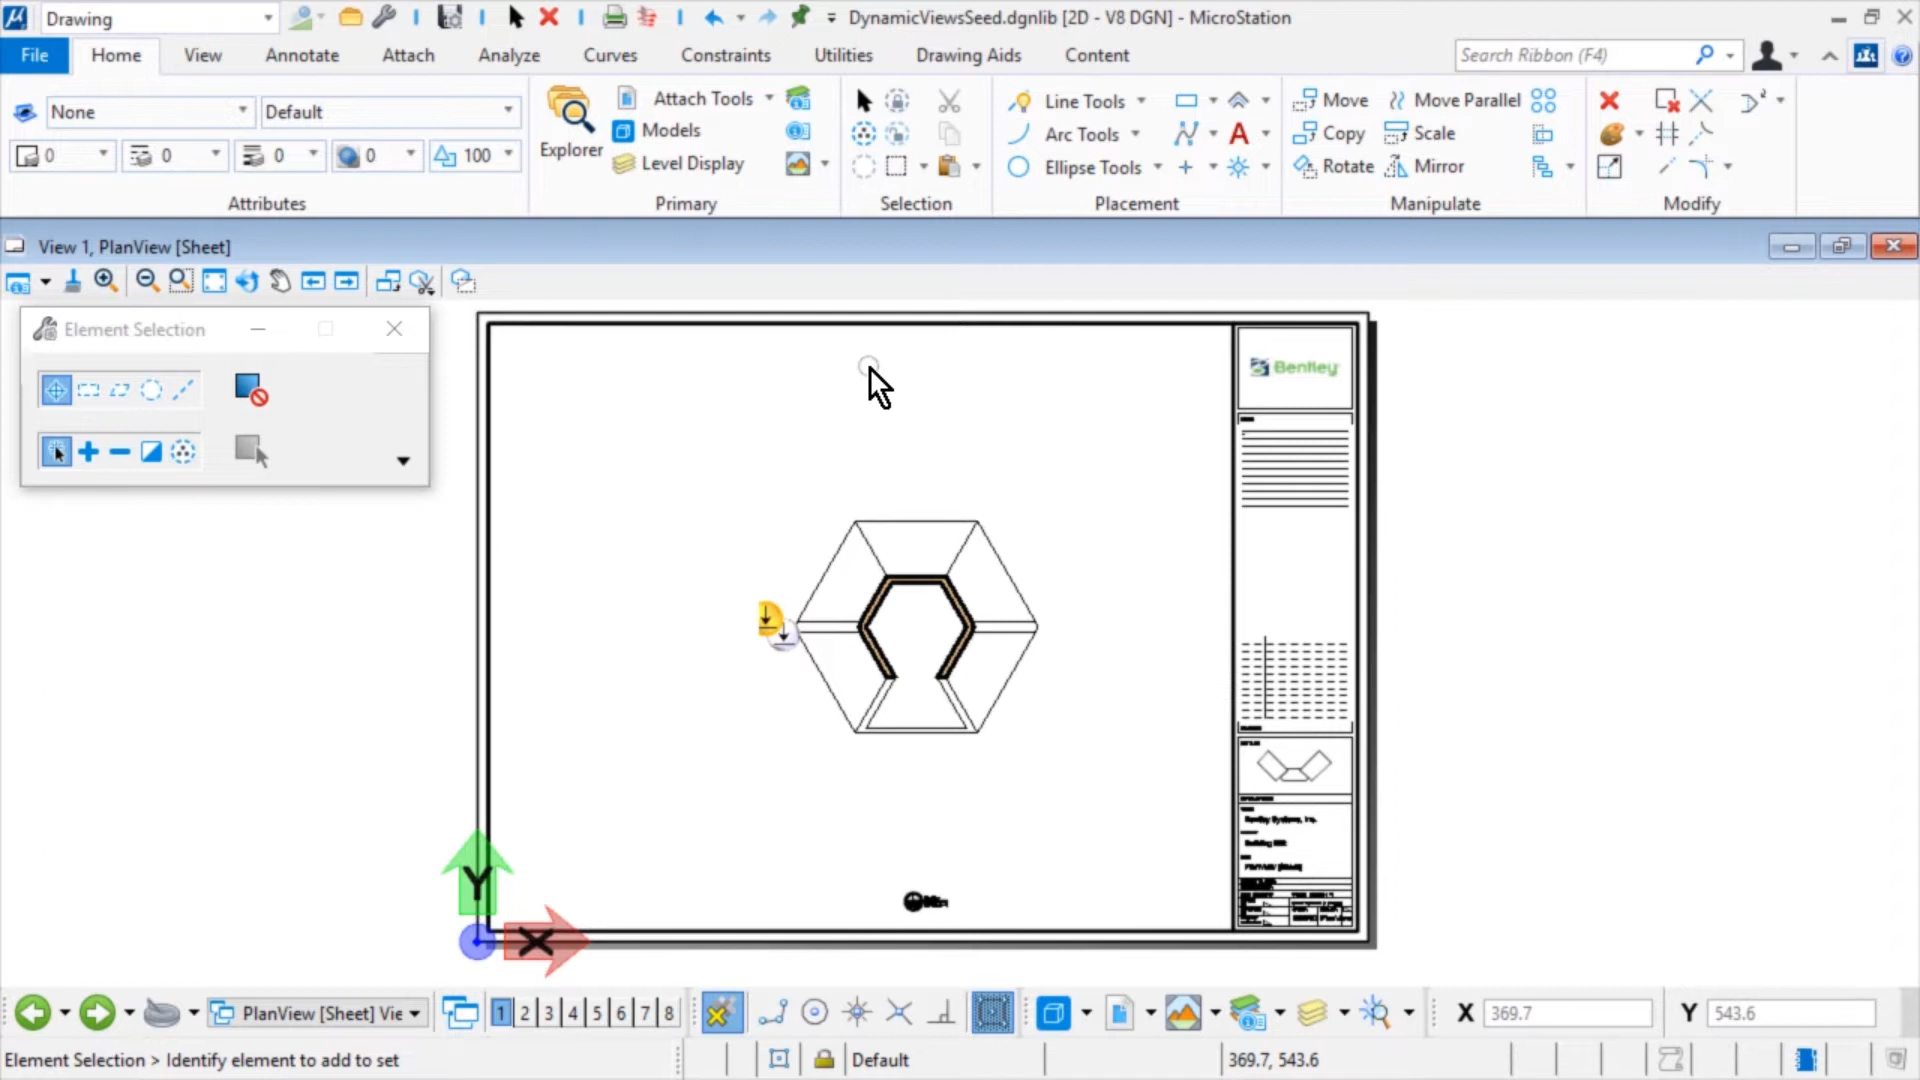 Drawing
DynamicViewsSeed.dgnlib [2D - V8 DGN] - MicroStation
File Home View Annotate Attach Analyze Curves Constraints Utilities Drawing Aids Content Search Ribbon (F4)
None Default
0 0 0 0 100
Attributes
Explorer
Attach Tools
Models
Level Display
Primary
Selection
Line Tools
Arc Tools
Ellipse Tools
A
Placement
Move Move Parallel
Copy Scale
Rotate Mirror
Manipulate
Modify
View 1, PlanView [Sheet]
Element Selection
Bentley
Bentley Systems, Inc.
Y
X
PlanView [Sheet] Vie 1 2 3 4 5 6 7 8 X 369.7 Y 543.6
Element Selection > Identify element to add to set Default 369.7, 543.6